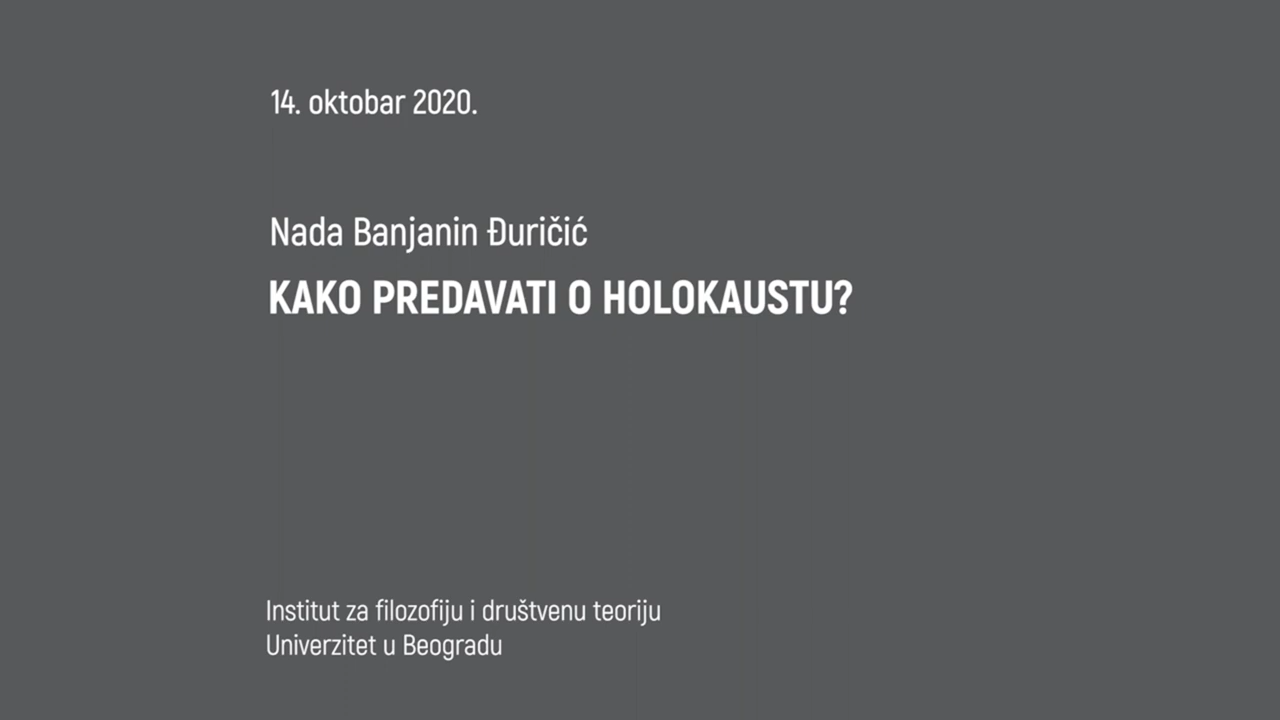 14. oktobar 2020.
Nada Banjanin Đuričić
KAKO PREDAVATI O HOLOKAUSTU?
Institut za filozofiju i društvenu teoriju
Univerzitet u Beogradu